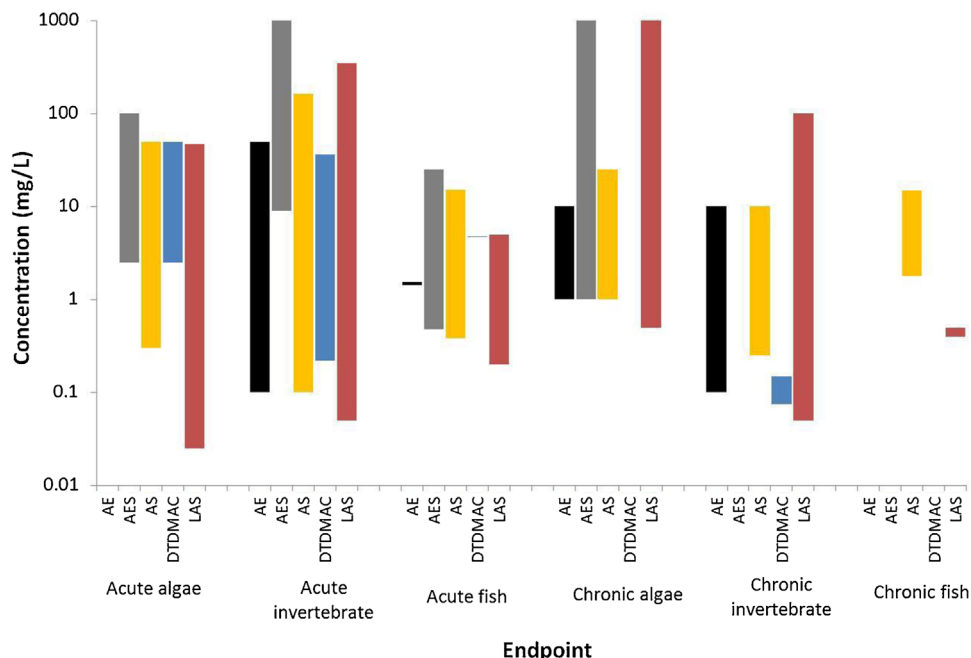 1000
100
10
1
0.1
0.01
Concentration (mg/L)
AE AES AS DTDMAC LAS AE AES AS DTDMAC LAS AE AES AS DTDMAC LAS AE AES AS DTDMAC LAS AE AES AS DTDMAC LAS AE AES AS DTDMAC LAS
Acute algae
Acute
invertebrate
Acute fish
Chronic algae
Chronic
invertebrate
Chronic fish
Endpoint